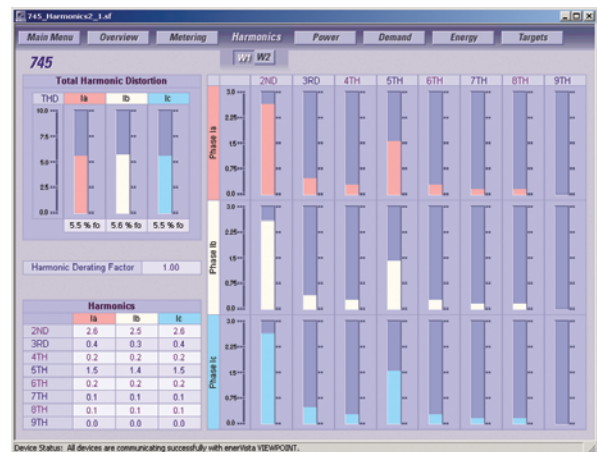 745_Harmonics2_1.sf
Main Menu Overview Metering Harmonics Power Demand Energy Targets
745
W1 W2
Total Harmonic Distortion
THD Ia Ib Ic
10.0
7.5
5.0
2.5
0.0
5.5 % fo 5.6 % fo 5.5 % fo
Harmonic Derating Factor 1.00
Harmonics
Ia Ib Ic
2ND 2.6 2.5 2.6
3RD 0.4 0.3 0.4
4TH 0.2 0.2 0.2
5TH 1.5 1.4 1.5
6TH 0.2 0.2 0.2
7TH 0.1 0.1 0.1
8TH 0.1 0.1 0.1
9TH 0.0 0.0 0.0
2ND 3RD 4TH 5TH 6TH 7TH 8TH 9TH
Phase Ia
3.0
2.25
1.5
0.75
0.0
Phase Ib
3.0
2.25
1.5
0.75
0.0
Phase Ic
3.0
2.25
1.5
0.75
0.0
Device Status: All devices are communicating successfully with enerVista VIEWPOINT.